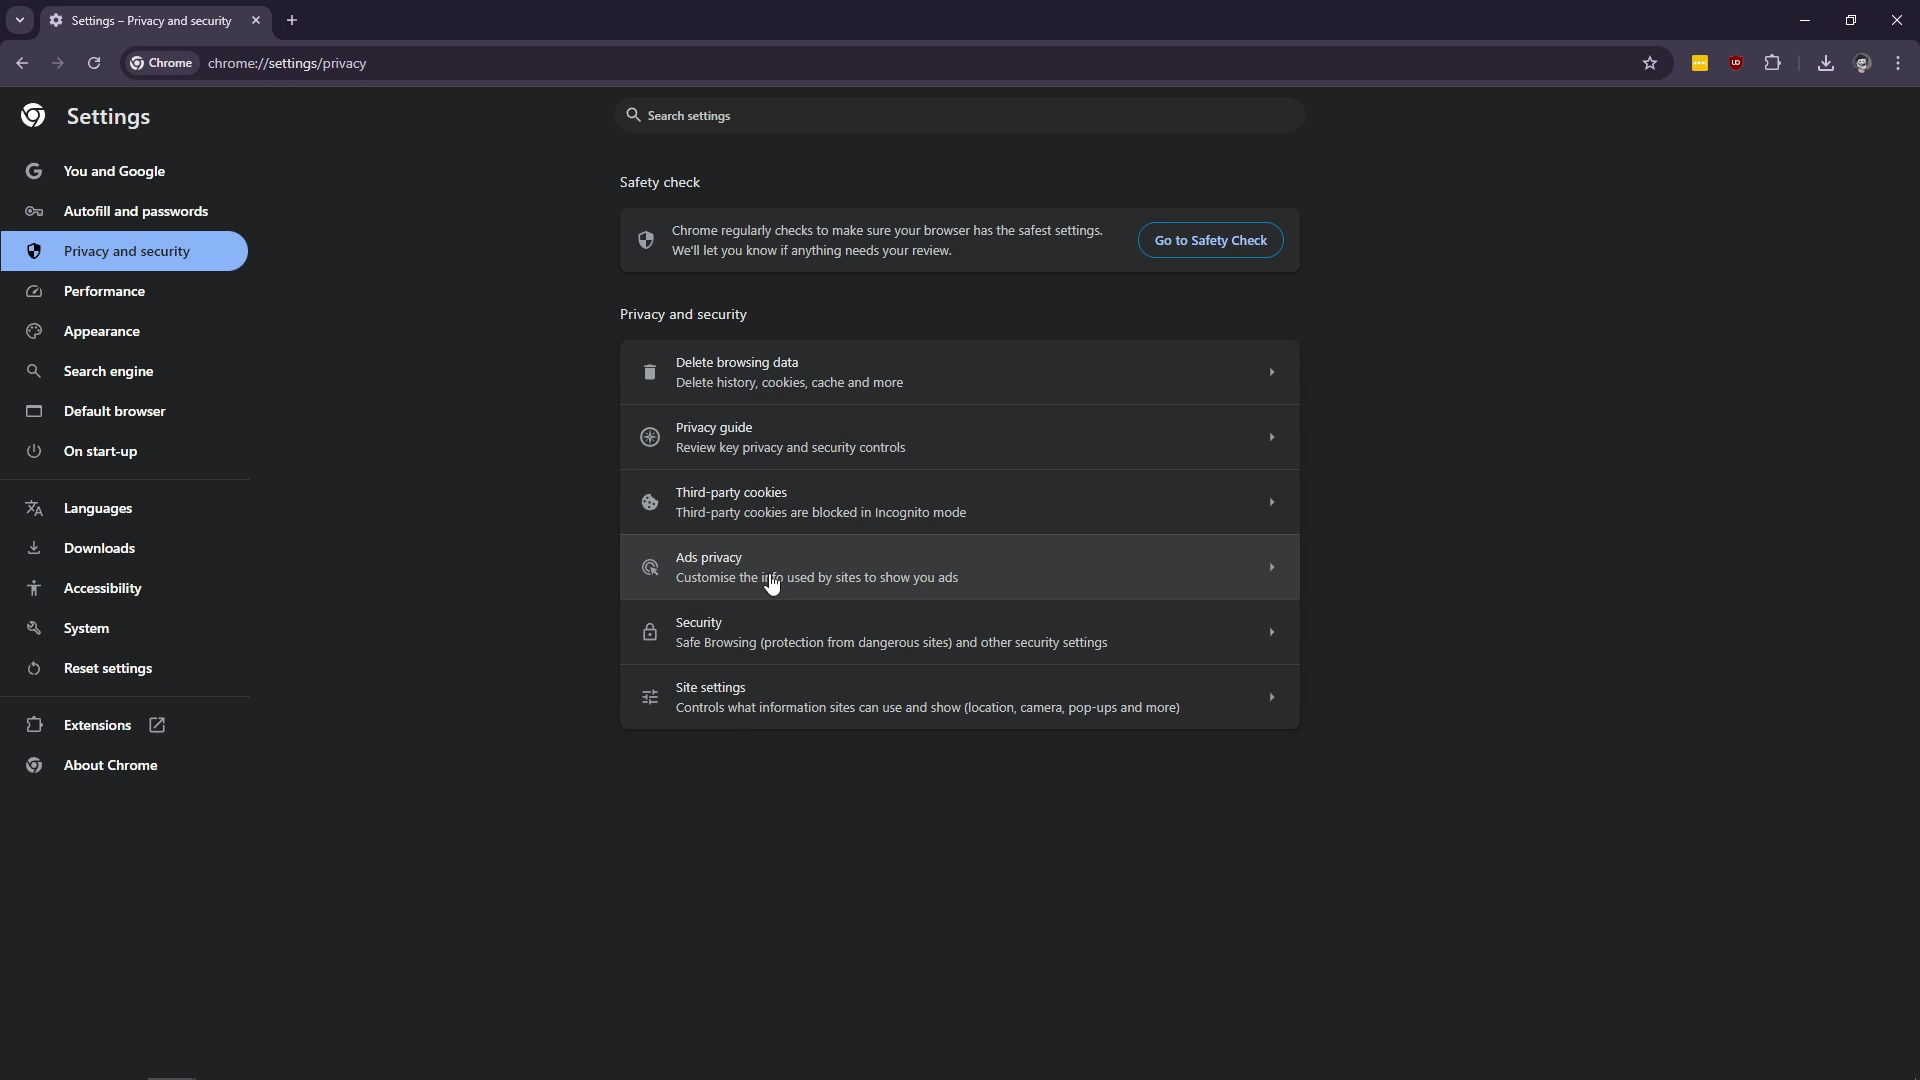 Settings – Privacy and security
Chrome
chrome://settings/privacy
Settings
Search settings
You and Google
Autofill and passwords
Privacy and security
Performance
Appearance
Search engine
Default browser
On start-up
Languages
Downloads
Accessibility
System
Reset settings
Extensions
About Chrome
Safety check
Chrome regularly checks to make sure your browser has the safest settings.
We'll let you know if anything needs your review.
Go to Safety Check
Privacy and security
Delete browsing data
Delete history, cookies, cache and more
Privacy guide
Review key privacy and security controls
Third-party cookies
Third-party cookies are blocked in Incognito mode
Ads privacy
Customise the info used by sites to show you ads
Security
Safe Browsing (protection from dangerous sites) and other security settings
Site settings
Controls what information sites can use and show (location, camera, pop-ups and more)